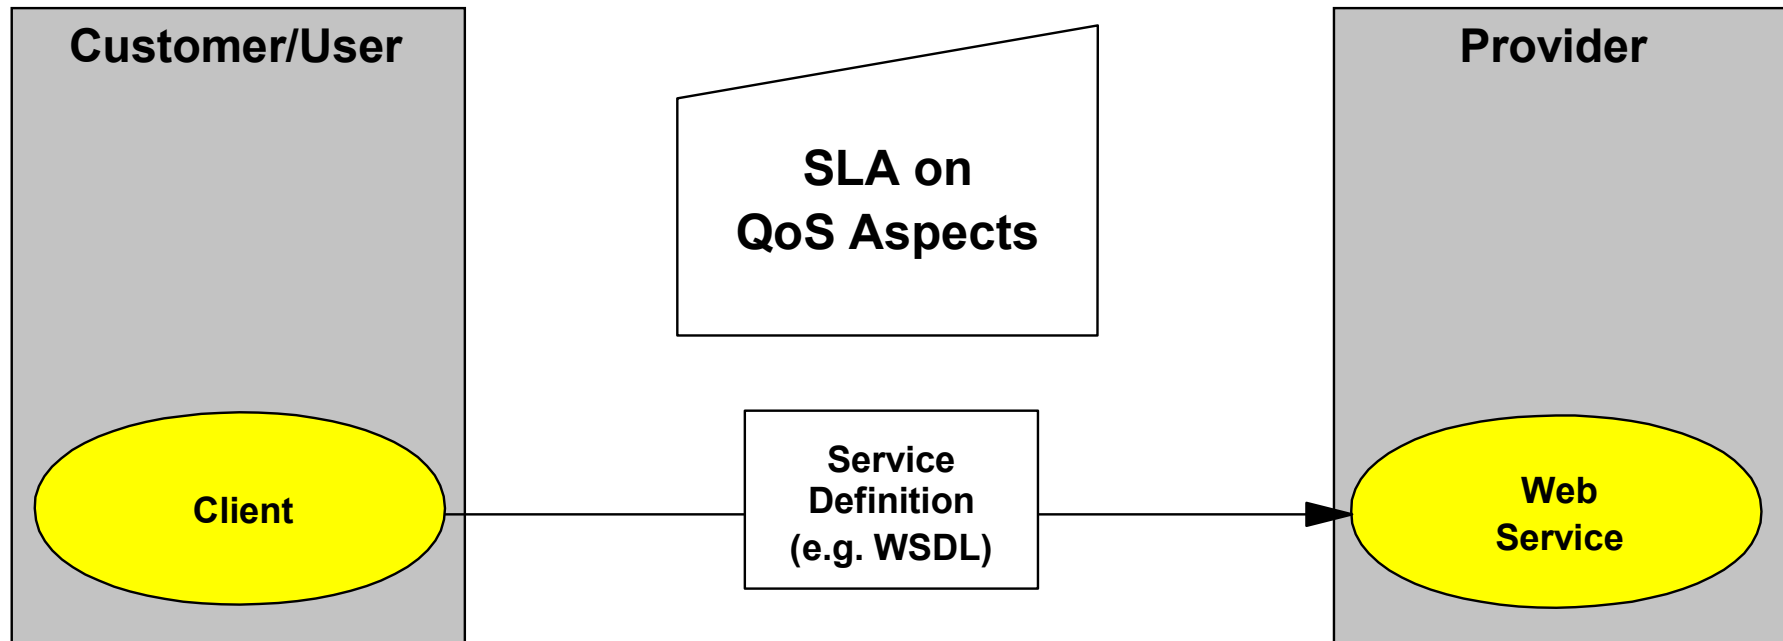 Customer/User
Provider
SLA on
QoS Aspects
Client
Service
Definition
(e.g. WSDL)
Web
Service